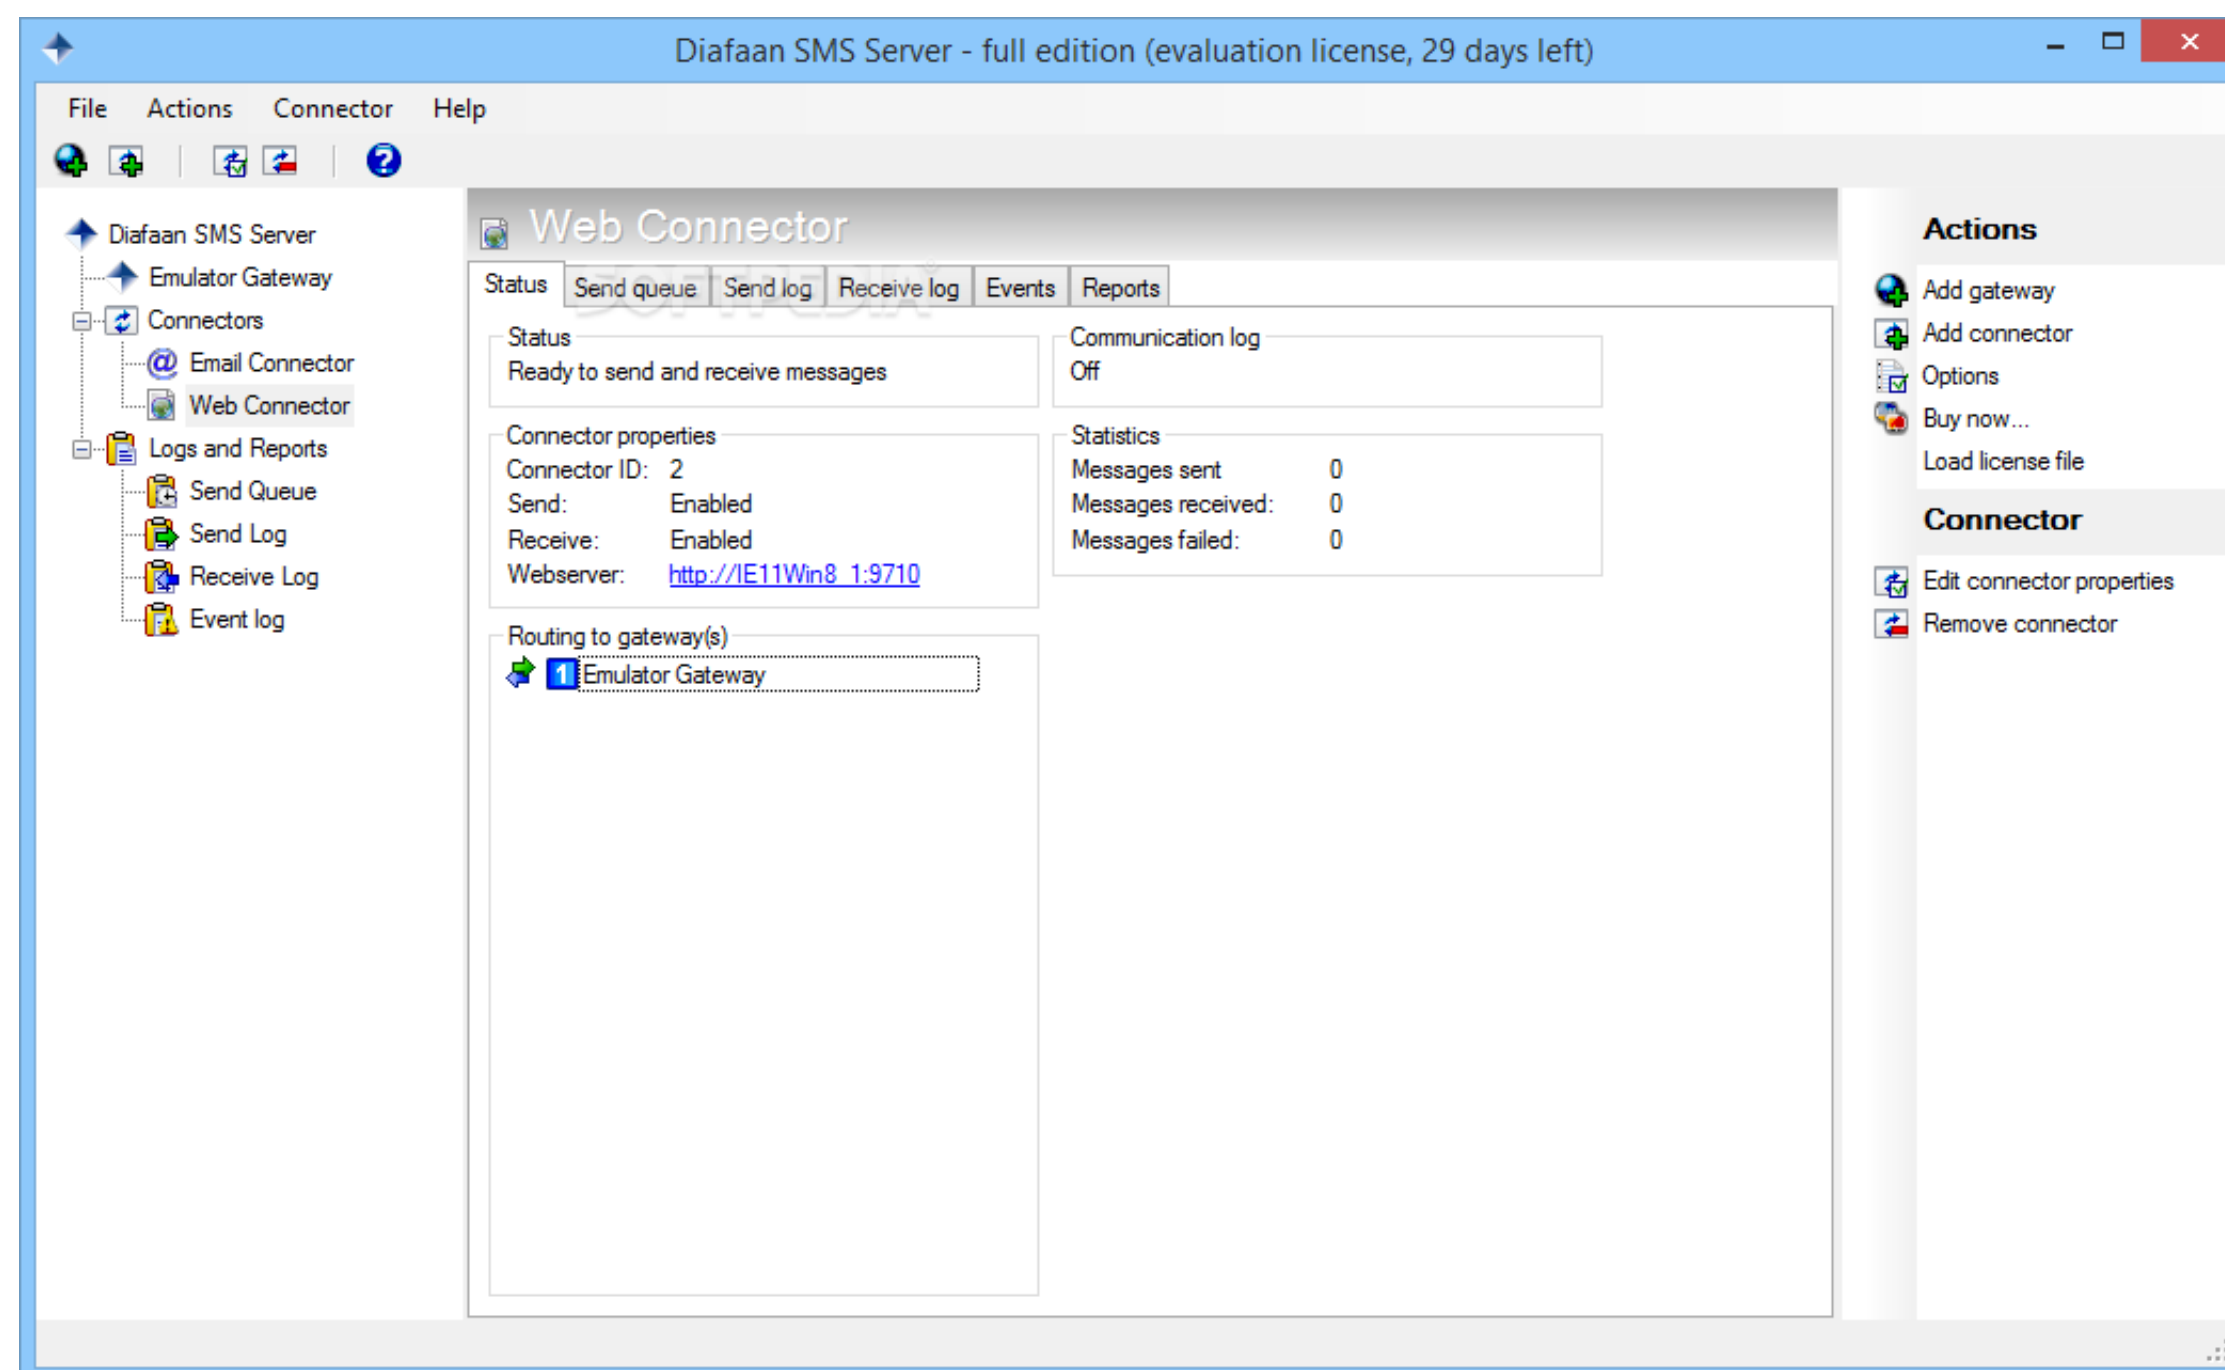 Diafaan SMS Server - full edition (evaluation license, 29 days left)
File Actions Connector Help
Diafaan SMS Server
Emulator Gateway
Connectors
Email Connector
Web Connector
Logs and Reports
Send Queue
Send Log
Receive Log
Event log
Web Connector
SOFTPEDIA®
Status Send queue Send log Receive log Events Reports
Status
Ready to send and receive messages
Communication log
Off
Connector properties
Connector ID: 2
Send: Enabled
Receive: Enabled
Webserver: http://IE11Win8_1:9710
Statistics
Messages sent 0
Messages received: 0
Messages failed: 0
Routing to gateway(s)
1 Emulator Gateway
Actions
Add gateway
Add connector
Options
Buy now...
Load license file
Connector
Edit connector properties
Remove connector